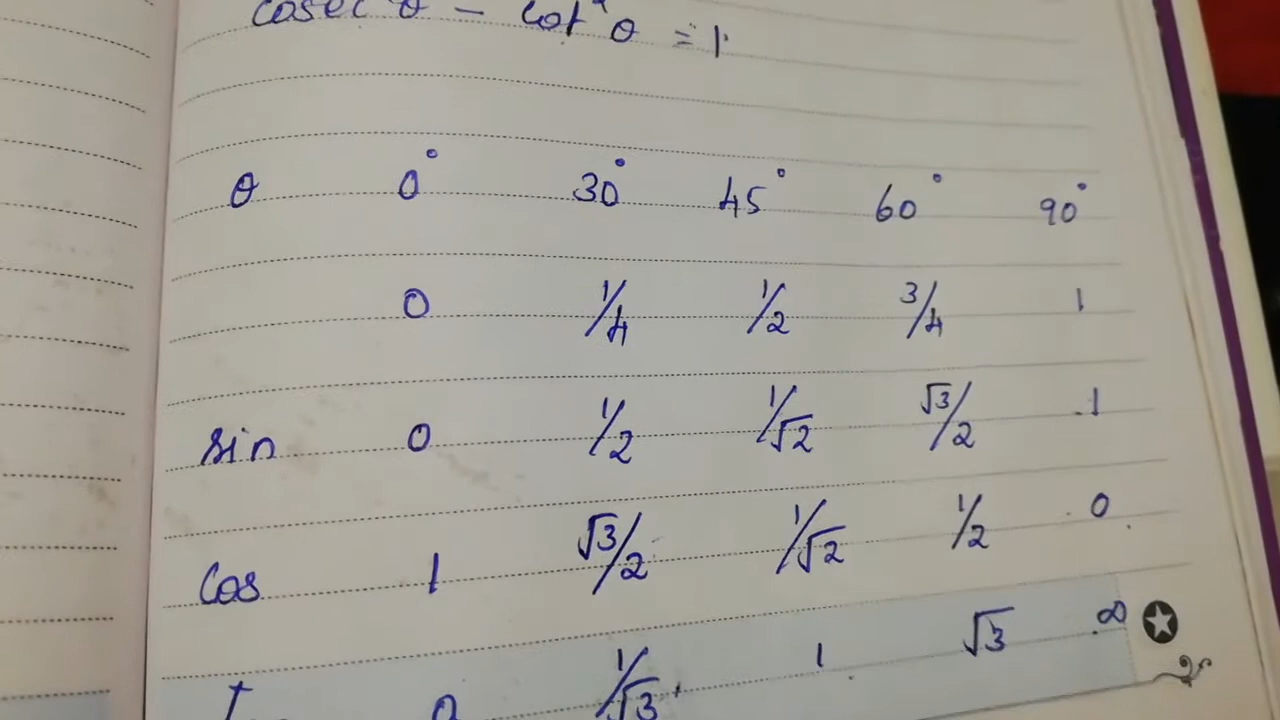 cosec²θ - cot²θ = 1
θ 0° 30° 45° 60° 90°
0 1/4 1/2 3/4 1
sin 0 1/2 1/√2 √3/2 1
cos 1 √3/2 1/√2 1/2 0
0 1/√3 1 √3 ∞